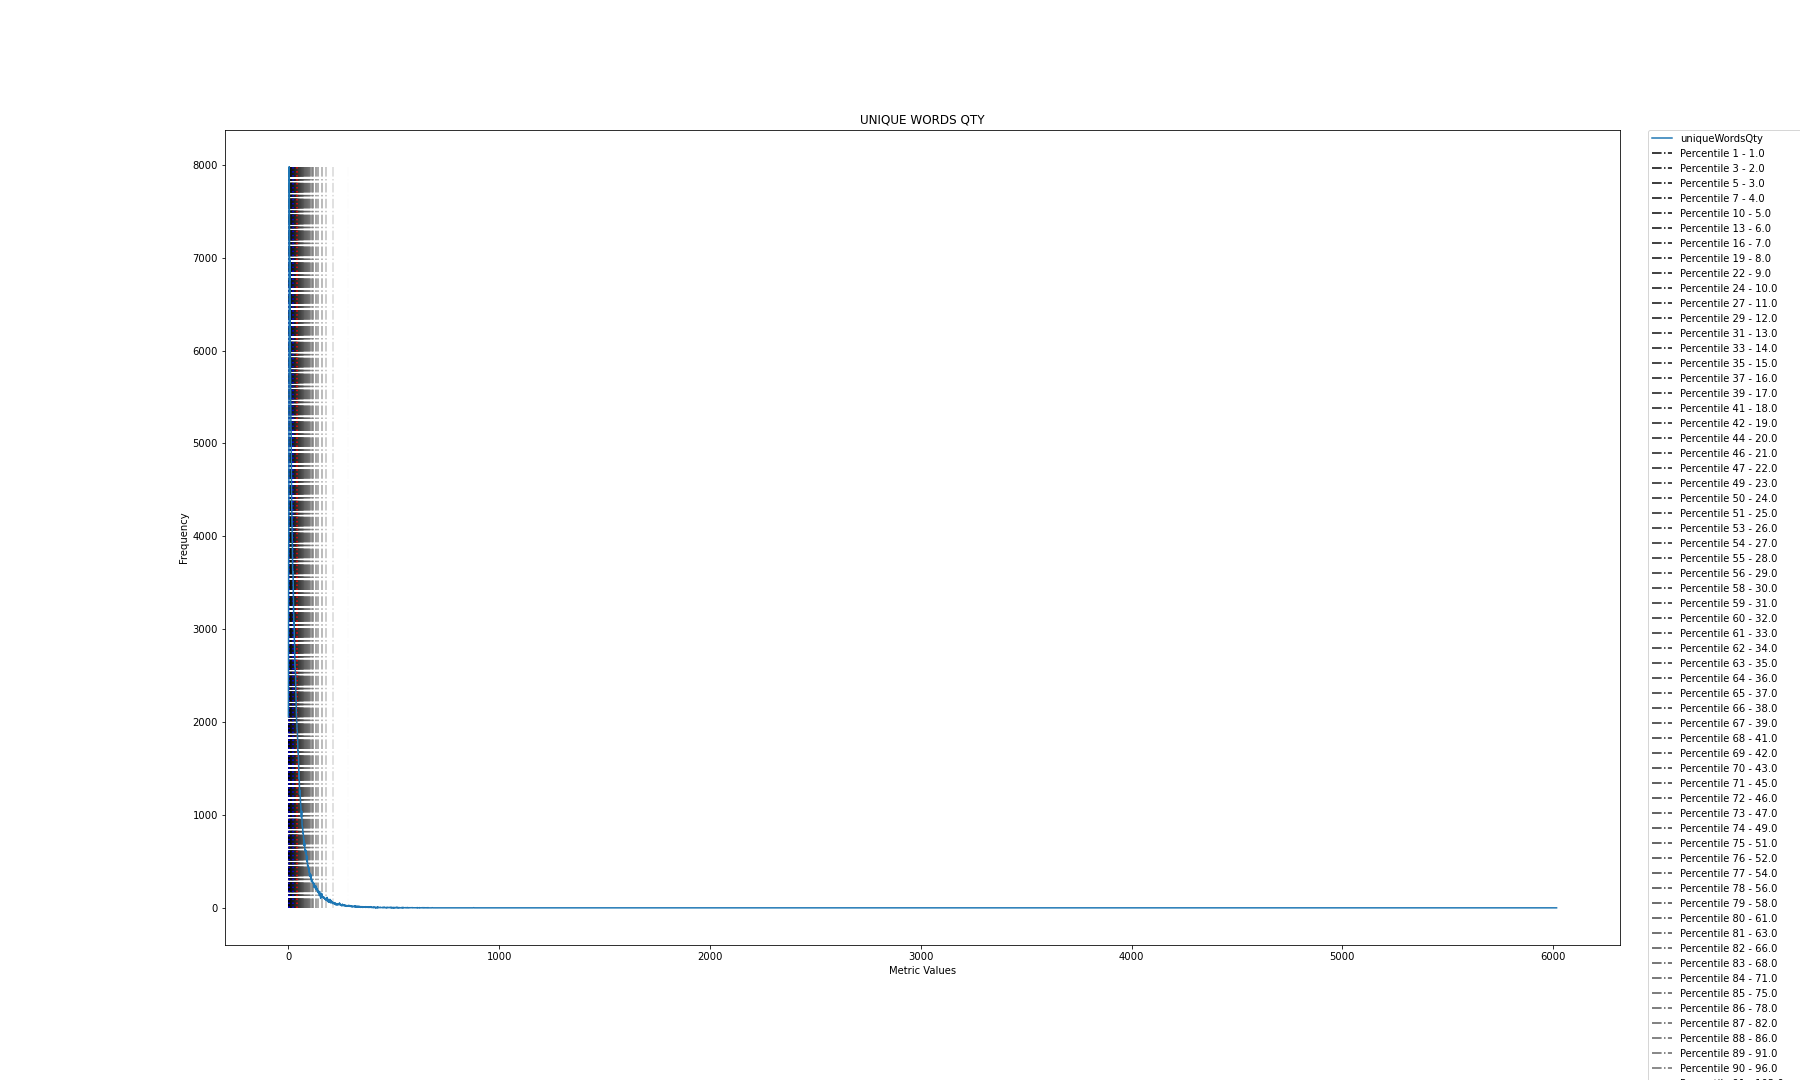 UNIQUE WORDS QTY
8000
7000
6000
5000
4000
3000
2000
1000
0
Frequency
0 1000 2000 3000 4000 5000 6000
Metric Values
uniqueWordsQty
Percentile 1 - 1.0
Percentile 3 - 2.0
Percentile 5 - 3.0
Percentile 7 - 4.0
Percentile 10 - 5.0
Percentile 13 - 6.0
Percentile 16 - 7.0
Percentile 19 - 8.0
Percentile 22 - 9.0
Percentile 24 - 10.0
Percentile 27 - 11.0
Percentile 29 - 12.0
Percentile 31 - 13.0
Percentile 33 - 14.0
Percentile 35 - 15.0
Percentile 37 - 16.0
Percentile 39 - 17.0
Percentile 41 - 18.0
Percentile 42 - 19.0
Percentile 44 - 20.0
Percentile 46 - 21.0
Percentile 47 - 22.0
Percentile 49 - 23.0
Percentile 50 - 24.0
Percentile 51 - 25.0
Percentile 53 - 26.0
Percentile 54 - 27.0
Percentile 55 - 28.0
Percentile 56 - 29.0
Percentile 58 - 30.0
Percentile 59 - 31.0
Percentile 60 - 32.0
Percentile 61 - 33.0
Percentile 62 - 34.0
Percentile 63 - 35.0
Percentile 64 - 36.0
Percentile 65 - 37.0
Percentile 66 - 38.0
Percentile 67 - 39.0
Percentile 68 - 41.0
Percentile 69 - 42.0
Percentile 70 - 43.0
Percentile 71 - 45.0
Percentile 72 - 46.0
Percentile 73 - 47.0
Percentile 74 - 49.0
Percentile 75 - 51.0
Percentile 76 - 52.0
Percentile 77 - 54.0
Percentile 78 - 56.0
Percentile 79 - 58.0
Percentile 80 - 61.0
Percentile 81 - 63.0
Percentile 82 - 66.0
Percentile 83 - 68.0
Percentile 84 - 71.0
Percentile 85 - 75.0
Percentile 86 - 78.0
Percentile 87 - 82.0
Percentile 88 - 86.0
Percentile 89 - 91.0
Percentile 90 - 96.0